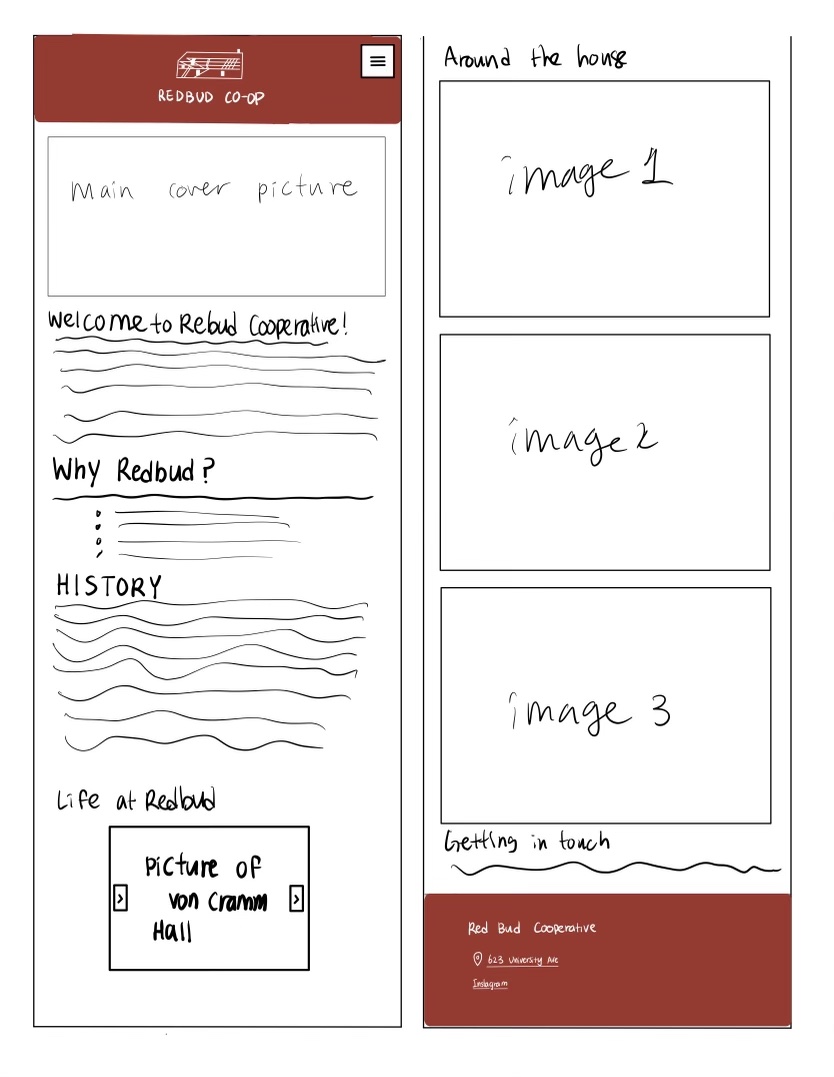 REDBUD CO-OP
Main cover picture
Welcome to Rebud Cooperative!
Why Redbud?
HISTORY
Life at Redbud
Picture of
von Cramm
Hall
Around the house
image 1
image 2
image 3
Getting in touch
Red Bud Cooperative
623 University Ave
Instagram